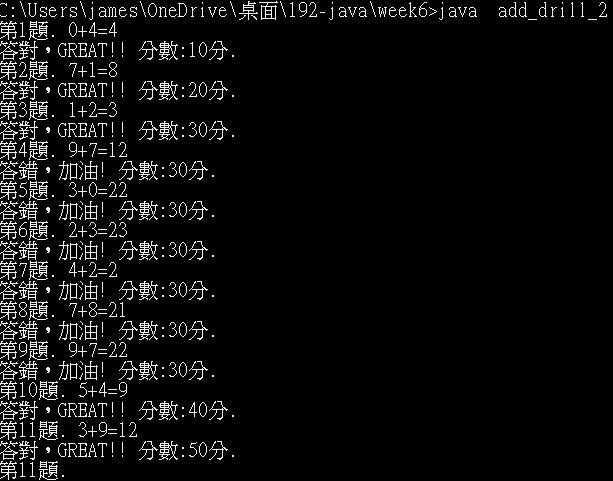 C:\Users\james\OneDrive\桌面\192-java\week6>java  add_drill_2
第1題. 0+4=4
答對，GREAT!! 分數:10分.
第2題. 7+1=8
答對，GREAT!! 分數:20分.
第3題. 1+2=3
答對，GREAT!! 分數:30分.
第4題. 9+7=12
答錯，加油! 分數:30分.
第5題. 3+0=22
答錯，加油! 分數:30分.
第6題. 2+3=23
答錯，加油! 分數:30分.
第7題. 4+2=2
答錯，加油! 分數:30分.
第8題. 7+8=21
答錯，加油! 分數:30分.
第9題. 9+7=22
答錯，加油! 分數:30分.
第10題. 5+4=9
答對，GREAT!! 分數:40分.
第11題. 3+9=12
答對，GREAT!! 分數:50分.
第11題.